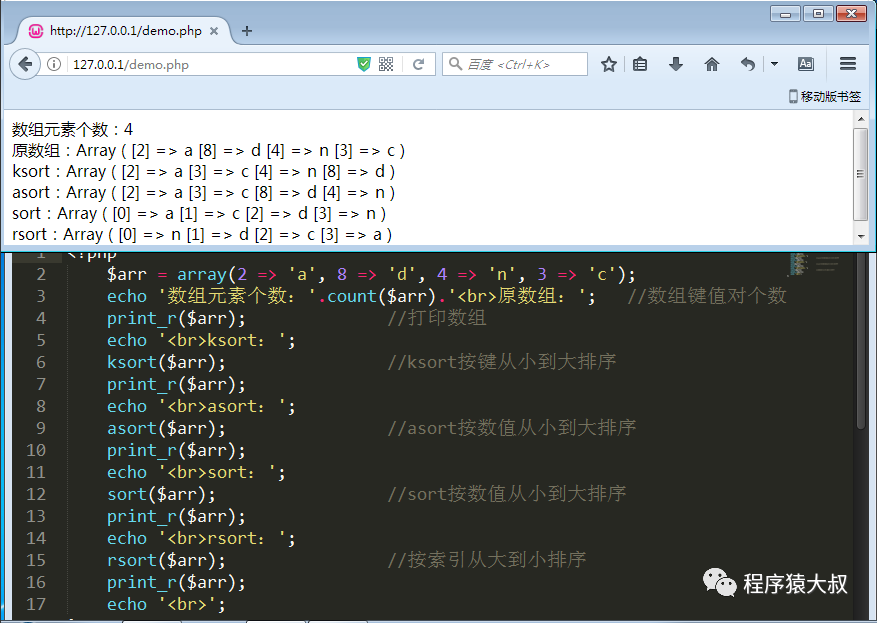 http://127.0.0.1/demo.php
127.0.0.1/demo.php
百度 <Ctrl+K>
移动版书签
数组元素个数：4
原数组：Array ( [2] => a [8] => d [4] => n [3] => c )
ksort：Array ( [2] => a [3] => c [4] => n [8] => d )
asort：Array ( [2] => a [3] => c [8] => d [4] => n )
sort：Array ( [0] => a [1] => c [2] => d [3] => n )
rsort：Array ( [0] => n [1] => d [2] => c [3] => a )
1 <?php
2 $arr = array(2 => 'a', 8 => 'd', 4 => 'n', 3 => 'c');
3 echo '数组元素个数：'.count($arr).'<br>原数组：'; //数组键值对个数
4 print_r($arr); //打印数组
5 echo '<br>ksort：';
6 ksort($arr); //ksort按键从小到大排序
7 print_r($arr);
8 echo '<br>asort：';
9 asort($arr); //asort按数值从小到大排序
10 print_r($arr);
11 echo '<br>sort：';
12 sort($arr); //sort按数值从小到大排序
13 print_r($arr);
14 echo '<br>rsort：';
15 rsort($arr); //按索引从大到小排序
16 print_r($arr);
17 echo '<br>';
程序猿大叔